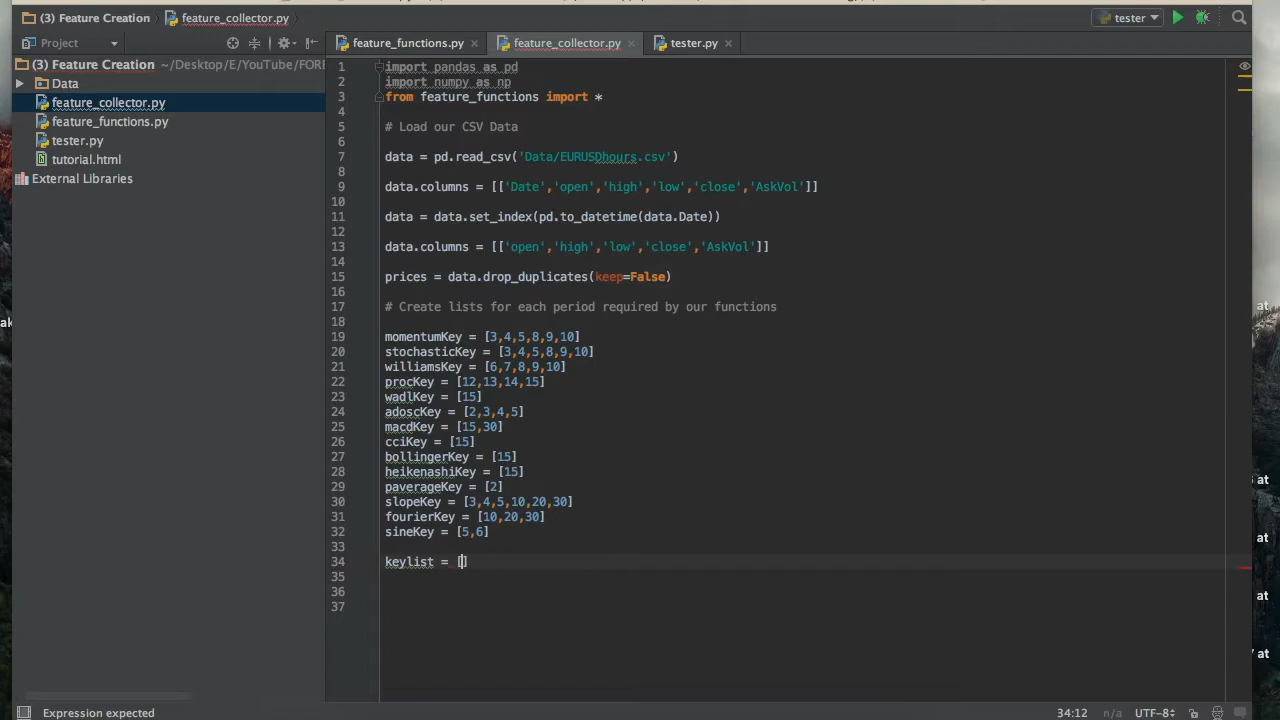 (3) Feature Creation feature_collector.py tester
Project feature_functions.py feature_collector.py tester.py
(3) Feature Creation ~/Desktop/E/YouTube/FORE
Data
feature_collector.py
feature_functions.py
tester.py
tutorial.html
External Libraries
1 import pandas as pd
2 import numpy as np
3 from feature_functions import *
4
5 # Load our CSV Data
6
7 data = pd.read_csv('Data/EURUSDhours.csv')
8
9 data.columns = [['Date','open','high','low','close','AskVol']]
10
11 data = data.set_index(pd.to_datetime(data.Date))
12
13 data.columns = [['open','high','low','close','AskVol']]
14
15 prices = data.drop_duplicates(keep=False)
16
17 # Create lists for each period required by our functions
18
19 momentumKey = [3,4,5,8,9,10]
20 stochasticKey = [3,4,5,8,9,10]
21 williamsKey = [6,7,8,9,10]
22 procKey = [12,13,14,15]
23 wadlKey = [15]
24 adoscKey = [2,3,4,5]
25 macdKey = [15,30]
26 cciKey = [15]
27 bollingerKey = [15]
28 heikenashiKey = [15]
29 paverageKey = [2]
30 slopeKey = [3,4,5,10,20,30]
31 fourierKey = [10,20,30]
32 sineKey = [5,6]
33
34 keylist = []
35
36
37
at
ak
at
at
at
at
Expression expected 34:12 n/a UTF-8